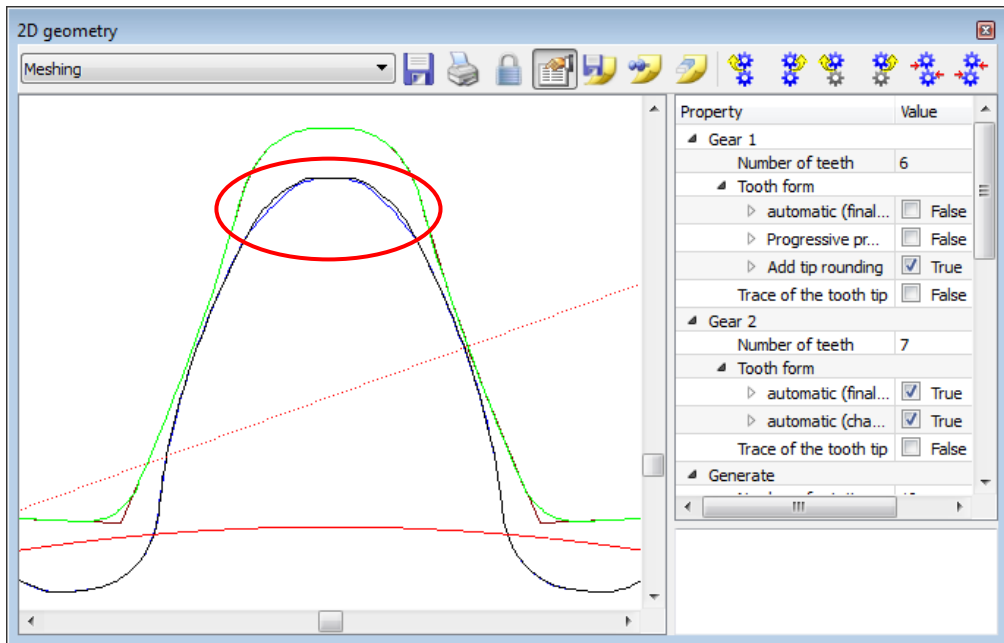 2D geometry
Meshing
Property Value
Gear 1
Number of teeth 6
Tooth form
automatic (final... False
Progressive pr... False
Add tip rounding True
Trace of the tooth tip False
Gear 2
Number of teeth 7
Tooth form
automatic (final... True
automatic (cha... True
Trace of the tooth tip False
Generate